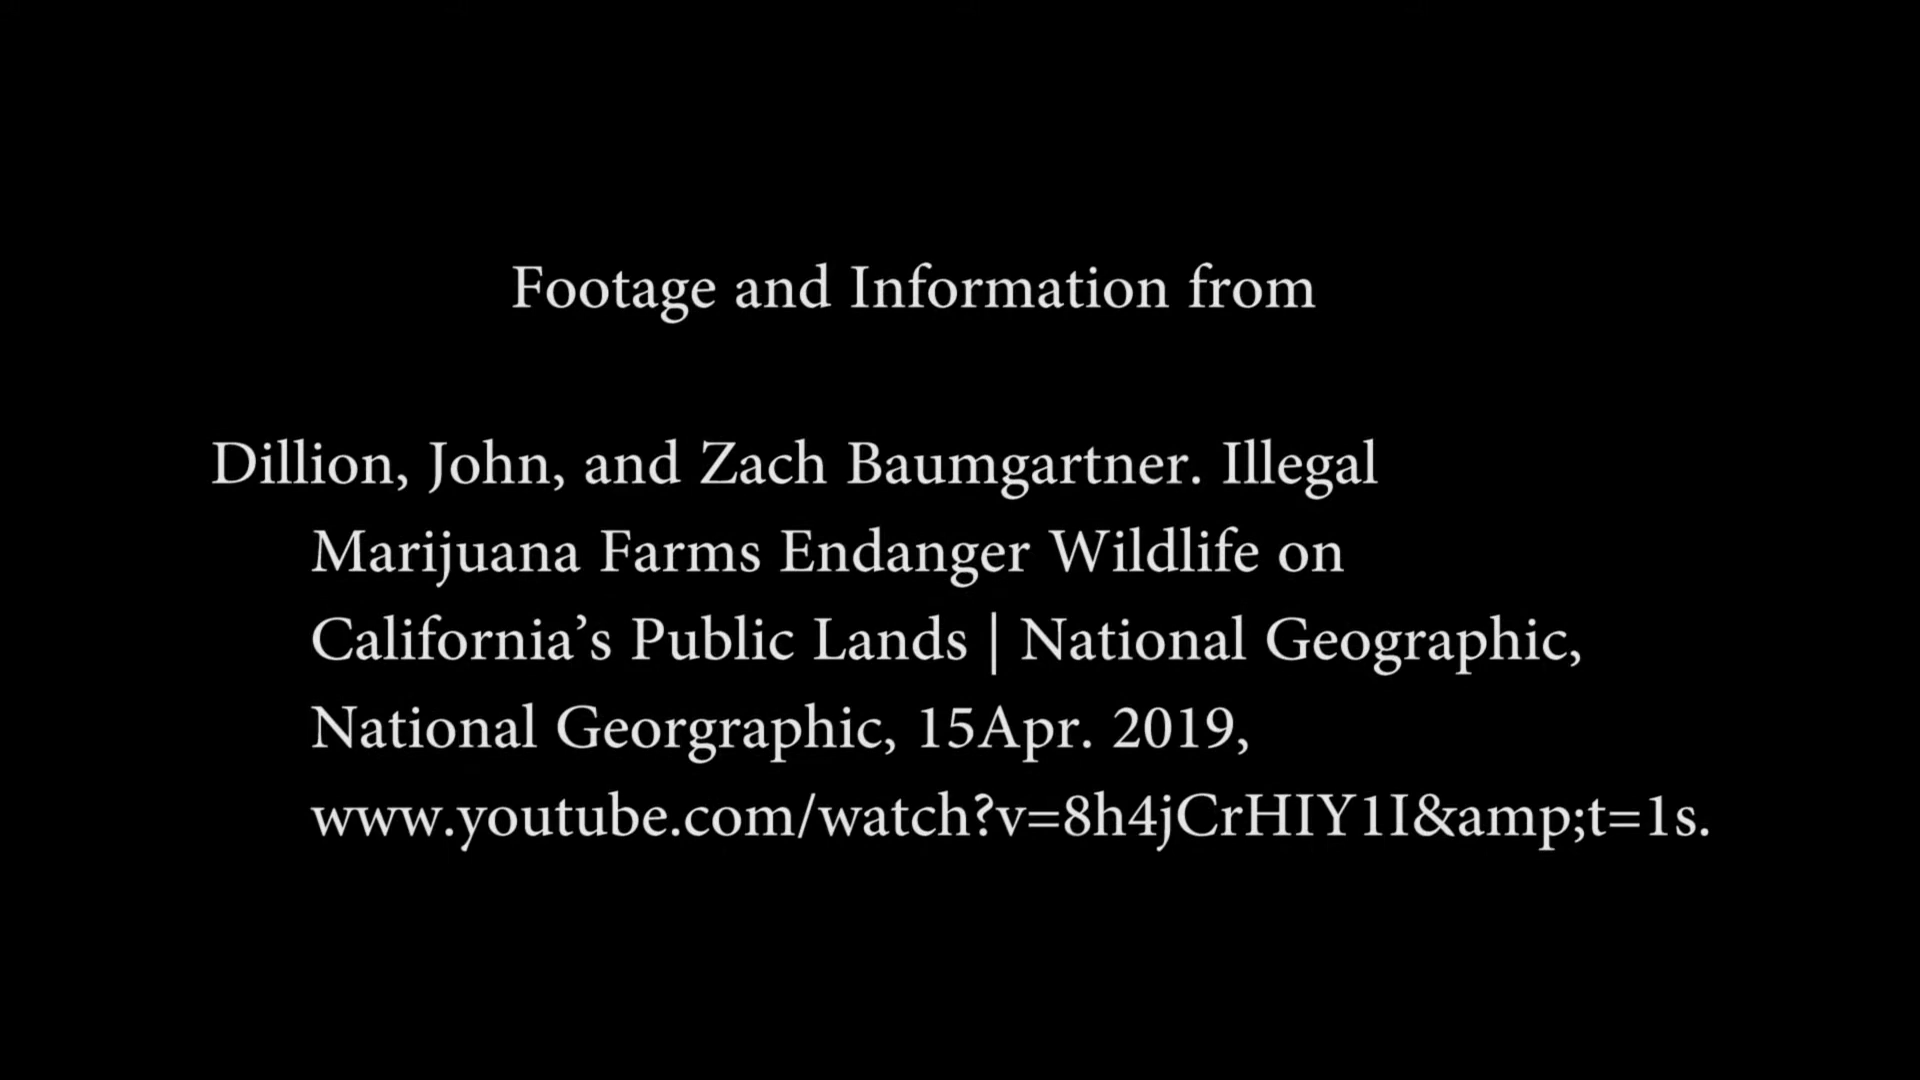 Footage and Information from
Dillion, John, and Zach Baumgartner. Illegal
Marijuana Farms Endanger Wildlife on
California’s Public Lands | National Geographic,
National Georgraphic, 15Apr. 2019,
www.youtube.com/watch?v=8h4jCrHIY1I&amp;t=1s.